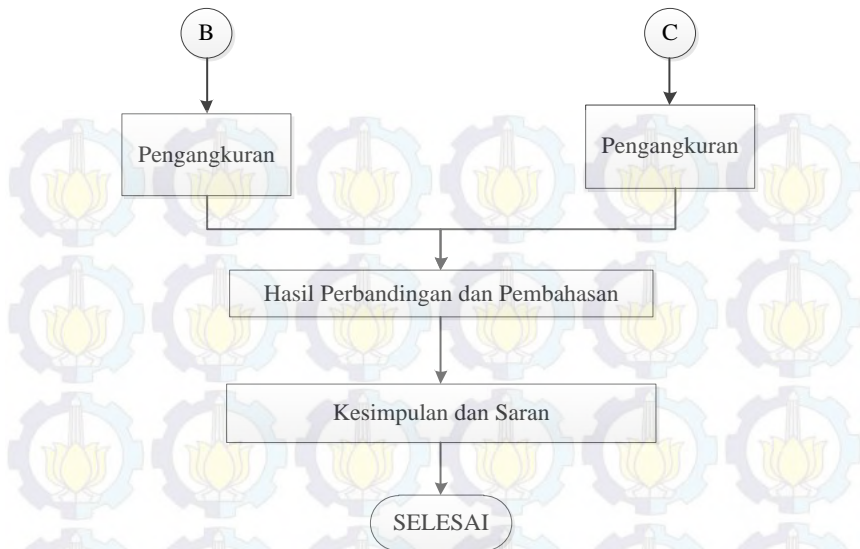 B
C
Pengangkuran
Pengangkuran
Hasil Perbandingan dan Pembahasan
Kesimpulan dan Saran
SELESAI